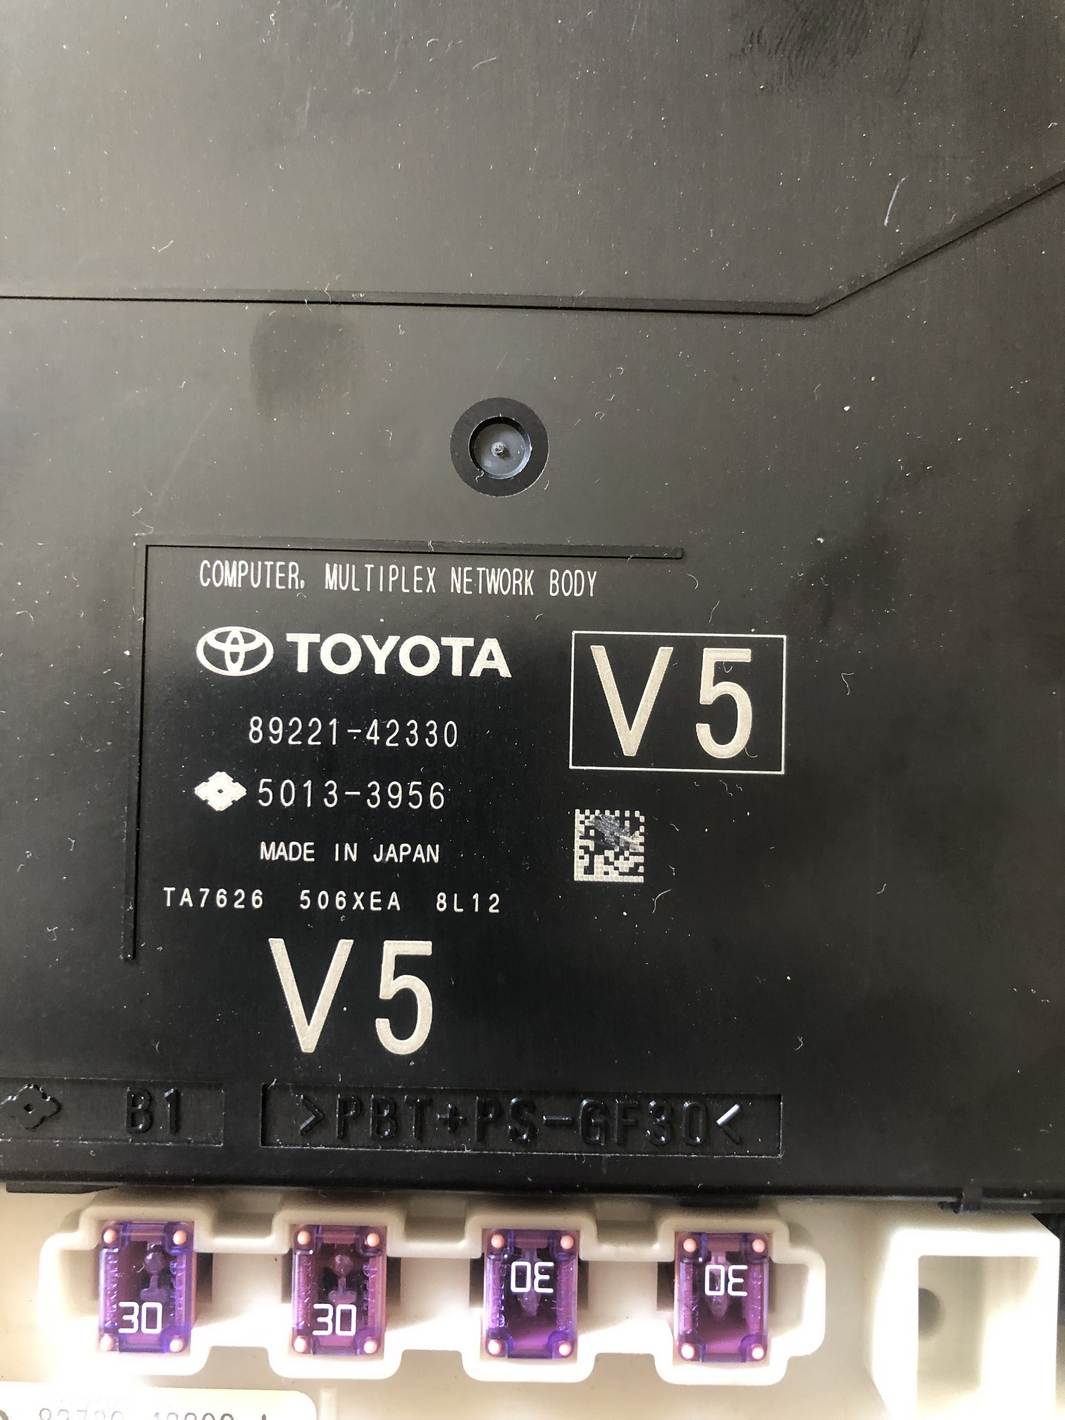 COMPUTER, MULTIPLEX NETWORK BODY
TOYOTA
V5
89221-42330
5013-3956
MADE IN JAPAN
TA7626 506XEA 8L12
V5
B1 >PBT+PS-GF30<
30 30 30 30